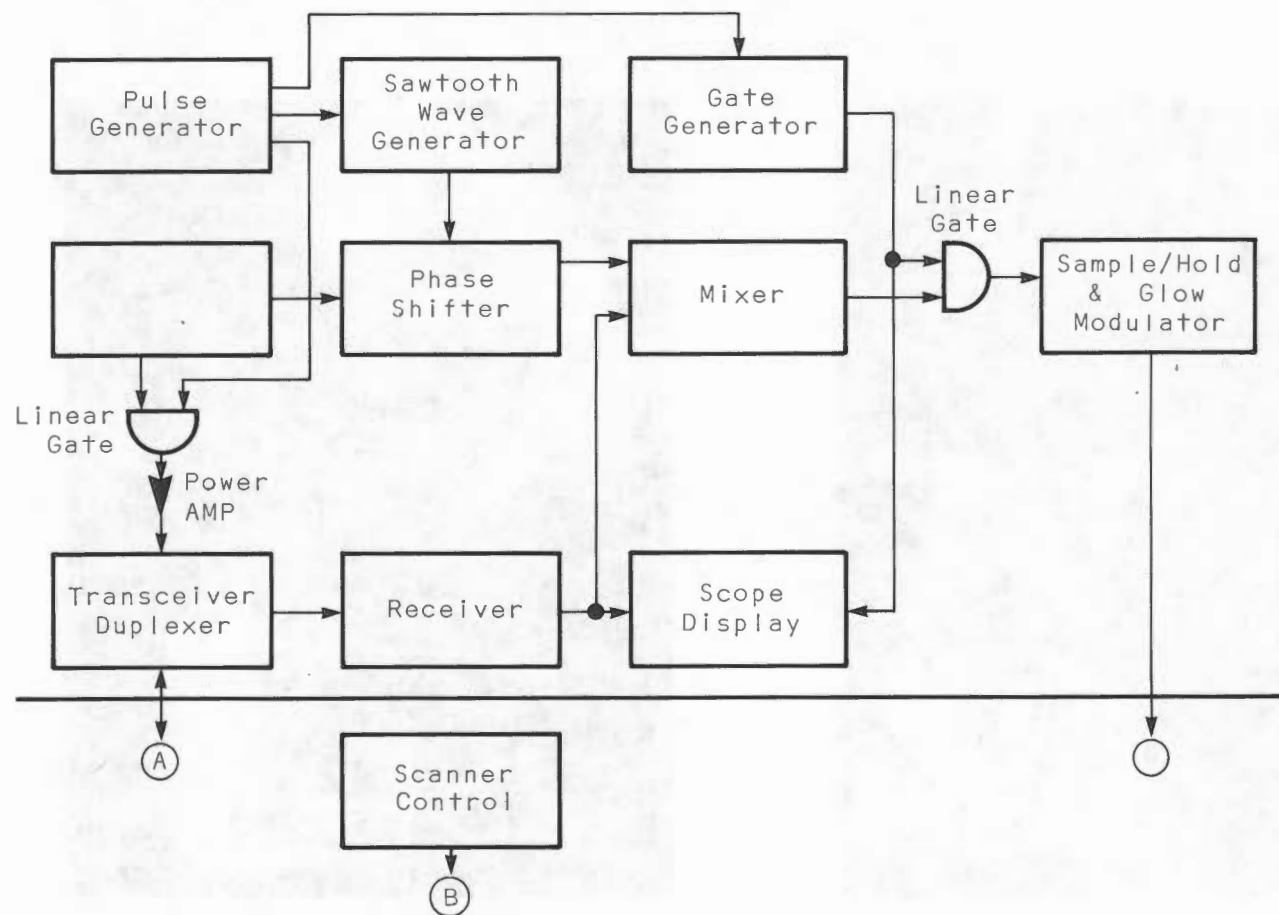 Pulse
Generator
Sawtooth
Wave
Generator
Gate
Generator
Linear
Gate
Phase
Shifter
Mixer
Sample/Hold
& Glow
Modulator
Linear
Gate
Power
AMP
Transceiver
Duplexer
Receiver
Scope
Display
A
Scanner
Control
B